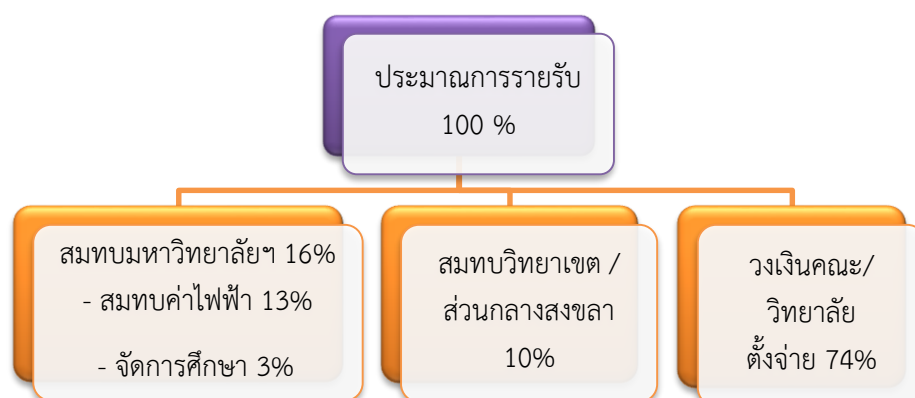 ประมาณการรายรับ
100 %
สมทบมหาวิทยาลัยฯ 16%
- สมทบค่าไฟฟ้า 13%
- จัดการศึกษา 3%
สมทบวิทยาเขต /
ส่วนกลางสงขลา
10%
วงเงินคณะ/
วิทยาลัย
ตั้งจ่าย 74%